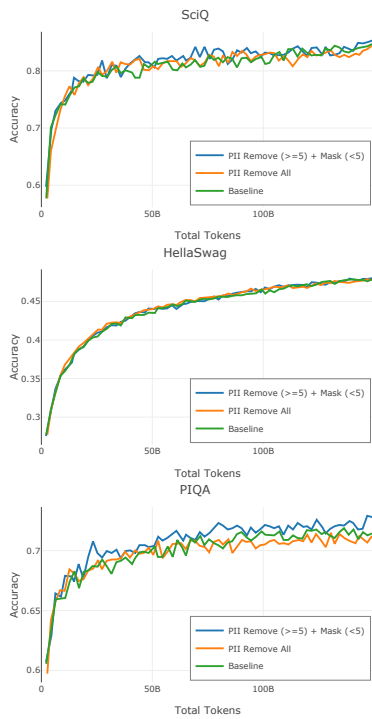 SciQ
0.8
0.7
0.6
Accuracy
PII Remove (>=5) + Mask (<5)
PII Remove All
Baseline
0
50B
100B
Total Tokens
HellaSwag
0.45
0.4
0.35
0.3
Accuracy
PII Remove (>=5) + Mask (<5)
PII Remove All
Baseline
0
50B
100B
Total Tokens
PIQA
0.7
0.65
0.6
Accuracy
PII Remove (>=5) + Mask (<5)
PII Remove All
Baseline
0
50B
100B
Total Tokens